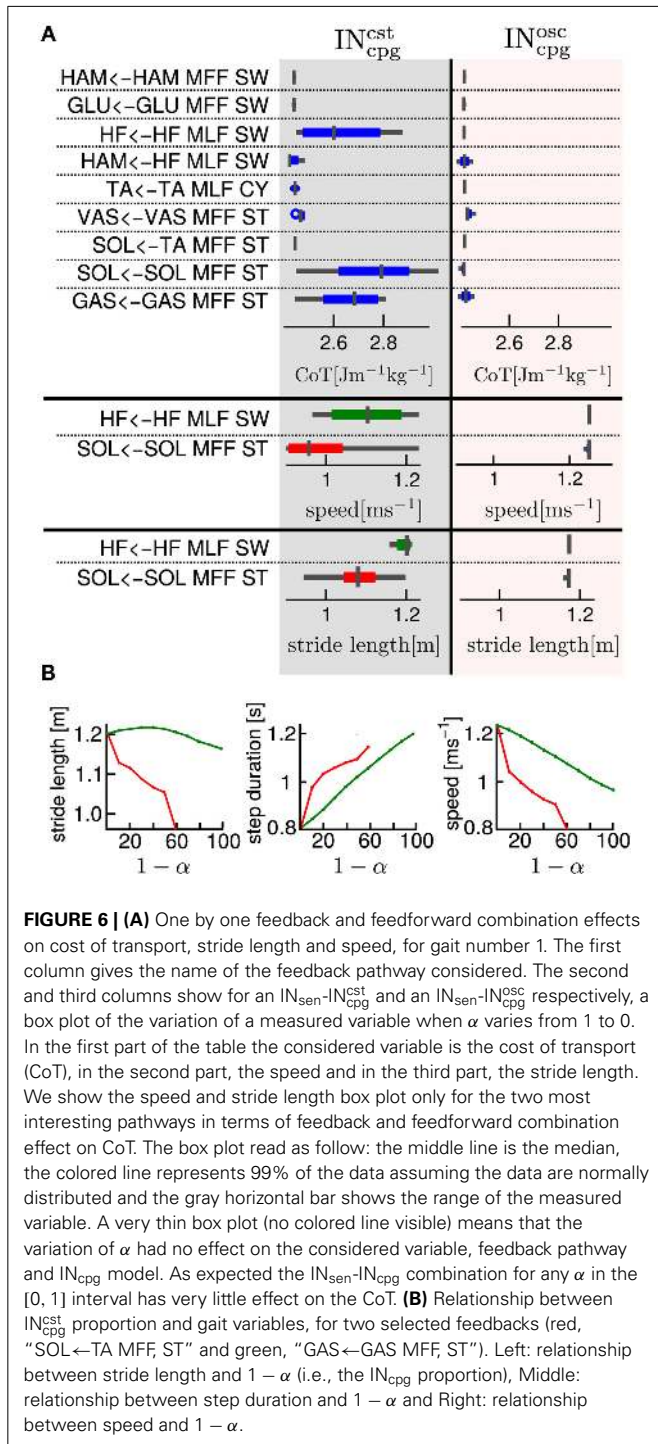 A
IN^cst_cpg IN^osc_cpg
HAM<-HAM MFF SW
GLU<-GLU MFF SW
HF<-HF MLF SW
HAM<-HF MLF SW
TA<-TA MLF CY
VAS<-VAS MFF ST
SOL<-TA MFF ST
SOL<-SOL MFF ST
GAS<-GAS MFF ST
2.6 2.8 2.6 2.8
CoT[Jm⁻¹kg⁻¹] CoT[Jm⁻¹kg⁻¹]
HF<-HF MLF SW
SOL<-SOL MFF ST
1 1.2 1 1.2
speed[ms⁻¹] speed[ms⁻¹]
HF<-HF MLF SW
SOL<-SOL MFF ST
1 1.2 1 1.2
stride length[m] stride length[m]
B
stride length [m]
1.2
1.1
1.0
20 60 100
1 − α
step duration [s]
1.2
1
0.8
20 60 100
1 − α
speed [ms⁻¹]
1.2
1
0.8
20 60 100
1 − α
FIGURE 6 | (A) One by one feedback and feedforward combination effects
on cost of transport, stride length and speed, for gait number 1. The first
column gives the name of the feedback pathway considered. The second
and third columns show for an IN_sen-IN^cst_cpg and an IN_sen-IN^osc_cpg respectively, a
box plot of the variation of a measured variable when α varies from 1 to 0.
In the first part of the table the considered variable is the cost of transport
(CoT), in the second part, the speed and in the third part, the stride length.
We show the speed and stride length box plot only for the two most
interesting pathways in terms of feedback and feedforward combination
effect on CoT. The box plot read as follow: the middle line is the median,
the colored line represents 99% of the data assuming the data are normally
distributed and the gray horizontal bar shows the range of the measured
variable. A very thin box plot (no colored line visible) means that the
variation of α had no effect on the considered variable, feedback pathway
and IN_cpg model. As expected the IN_sen-IN_cpg combination for any α in the
[0, 1] interval has very little effect on the CoT. (B) Relationship between
IN^cst_cpg proportion and gait variables, for two selected feedbacks (red,
“SOL←TA MFF, ST” and green, “GAS←GAS MFF, ST”). Left: relationship
between stride length and 1 − α (i.e., the IN_cpg proportion), Middle:
relationship between step duration and 1 − α and Right: relationship
between speed and 1 − α.